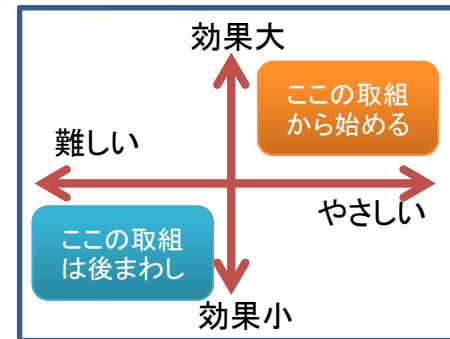 効果大
ここの取組
から始める
難しい
やさしい
ここの取組
は後まわし
効果小